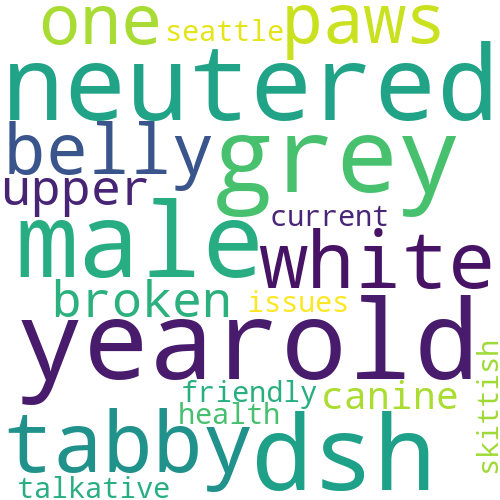 one seattle paws
neutered
belly grey
upper
male current
white
broken issues
yearold
skittish
friendly canine
health
tabby dsh
talkative